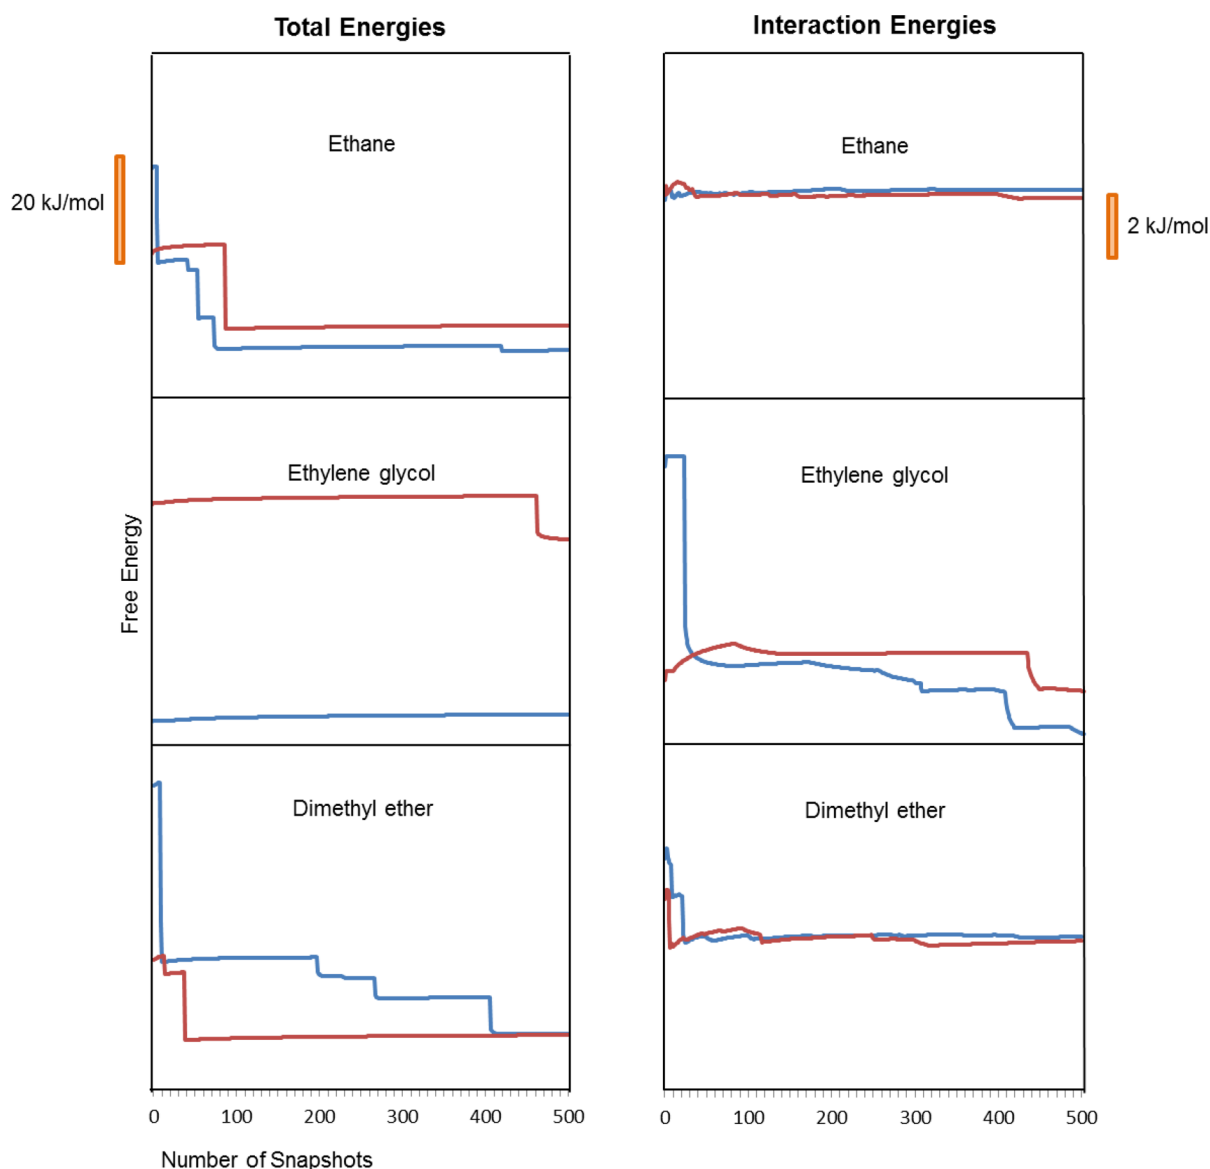 Total Energies
Interaction Energies
Ethane
Ethane
20 kJ/mol
2 kJ/mol
Ethylene glycol
Ethylene glycol
Free Energy
Dimethyl ether
Dimethyl ether
0 100 200 300 400 500
0 100 200 300 400 500
Number of Snapshots